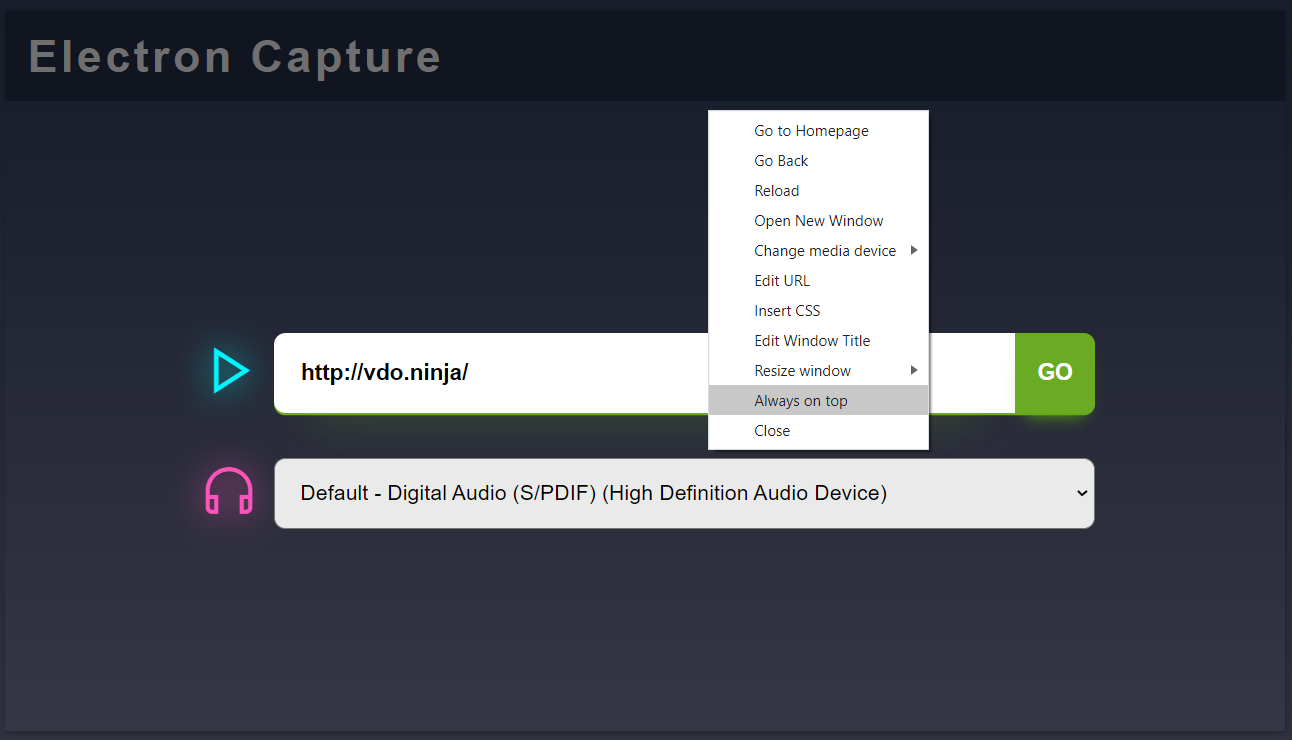 Electron Capture
Go to Homepage
Go Back
Reload
Open New Window
Change media device
Edit URL
Insert CSS
Edit Window Title
Resize window
Always on top
Close
http://vdo.ninja/
GO
Default - Digital Audio (S/PDIF) (High Definition Audio Device)